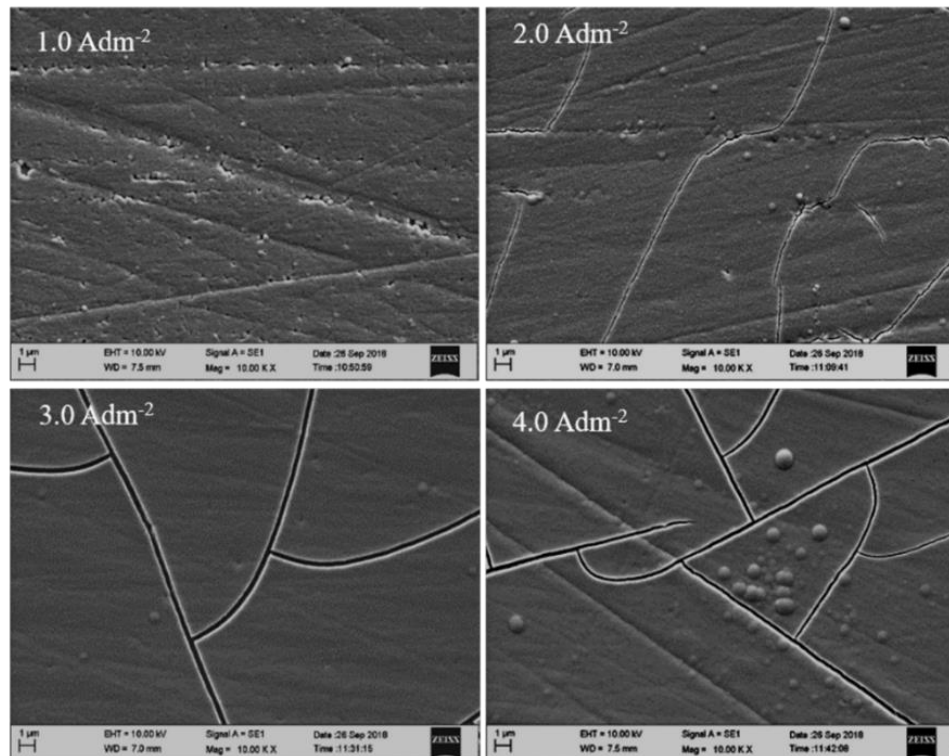 1.0 Adm-2
1 µm EHT = 10.00 kV Signal A = SE1 Date :26 Sep 2018 ZEISS
WD = 7.5 mm Mag = 10.00 K X Time :10:50:59
2.0 Adm-2
1 µm EHT = 10.00 kV Signal A = SE1 Date :26 Sep 2018 ZEISS
WD = 7.0 mm Mag = 10.00 K X Time :11:09:41
3.0 Adm-2
1 µm EHT = 10.00 kV Signal A = SE1 Date :26 Sep 2018 ZEISS
WD = 7.0 mm Mag = 10.00 K X Time :11:31:15
4.0 Adm-2
1 µm EHT = 10.00 kV Signal A = SE1 Date :26 Sep 2018 ZEISS
WD = 7.5 mm Mag = 10.00 K X Time :11:42:09